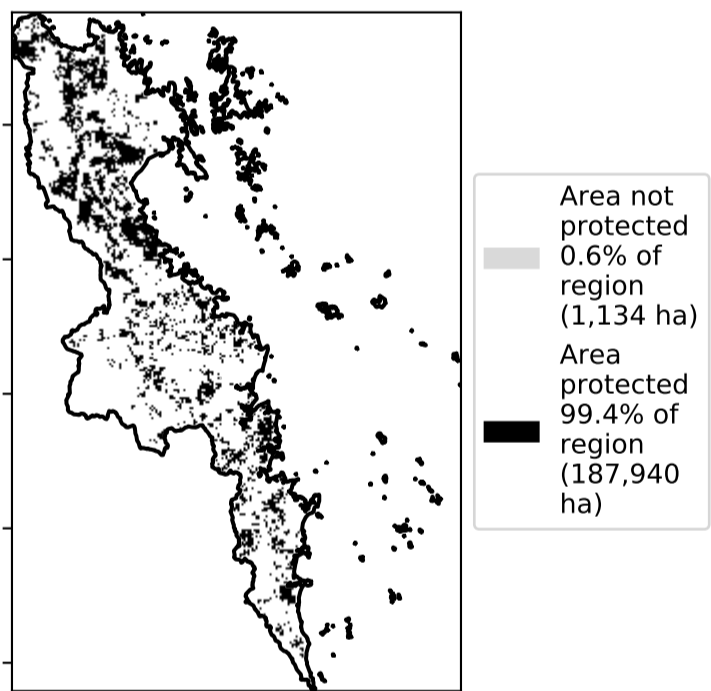 Area not
protected
0.6% of
region
(1,134 ha)
Area
protected
99.4% of
region
(187,940
ha)